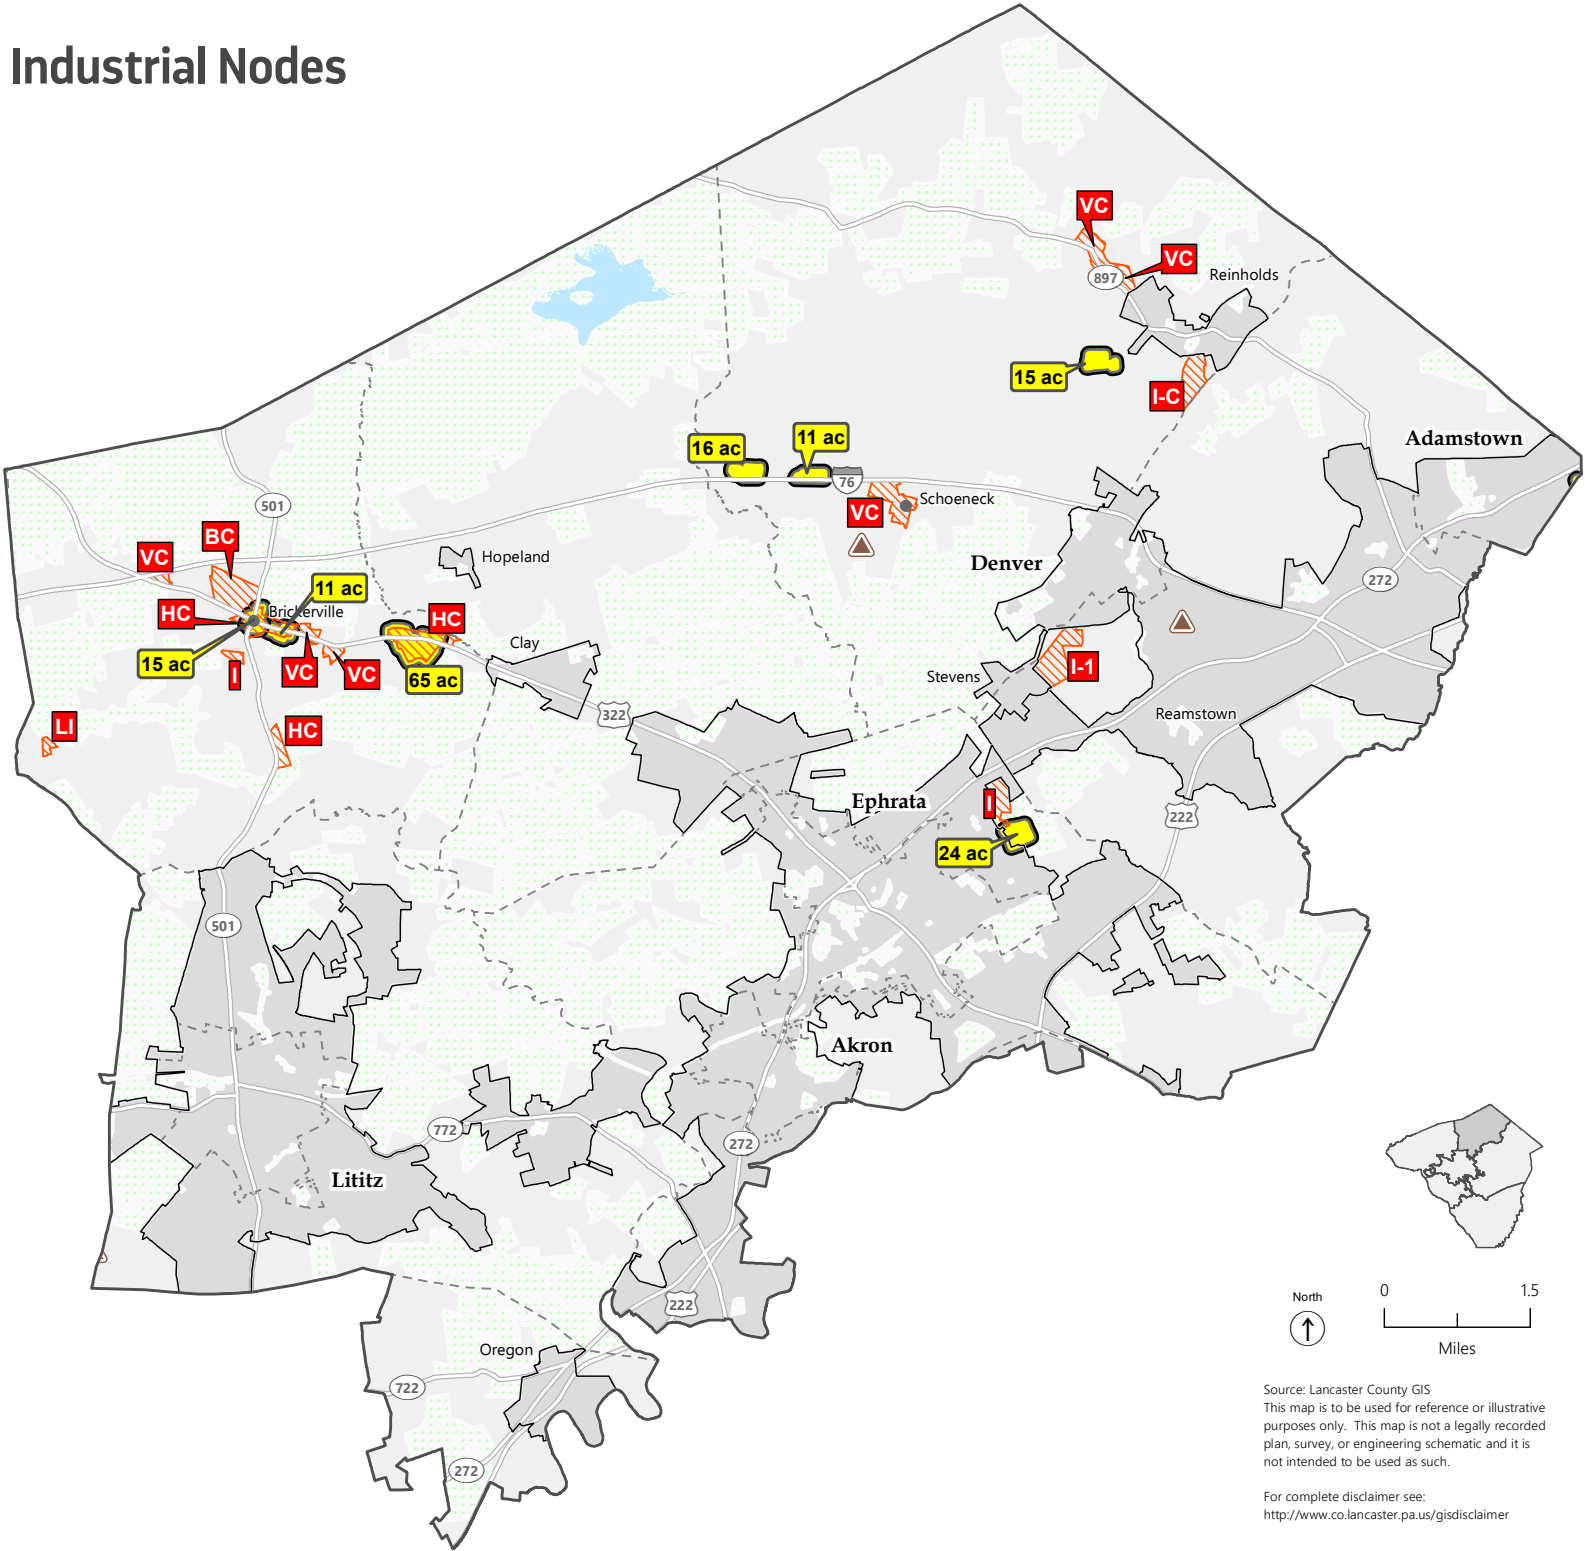 Industrial Nodes
VC
VC
897
Reinholds
15 ac
I-C
Adamstown
16 ac
11 ac
76
VC
Schoeneck
501
BC
VC
Hopeland
Denver
272
11 ac
HC
Brickerville
HC
Clay
15 ac
I
VC
VC
65 ac
I-1
Stevens
LI
HC
322
Reamstown
Ephrata
I
222
24 ac
501
Akron
772
272
Lititz
222
Oregon
722
272
North
0 1.5
Miles
Source: Lancaster County GIS
This map is to be used for reference or illustrative
purposes only. This map is not a legally recorded
plan, survey, or engineering schematic and it is
not intended to be used as such.
For complete disclaimer see:
http://www.co.lancaster.pa.us/gisdisclaimer